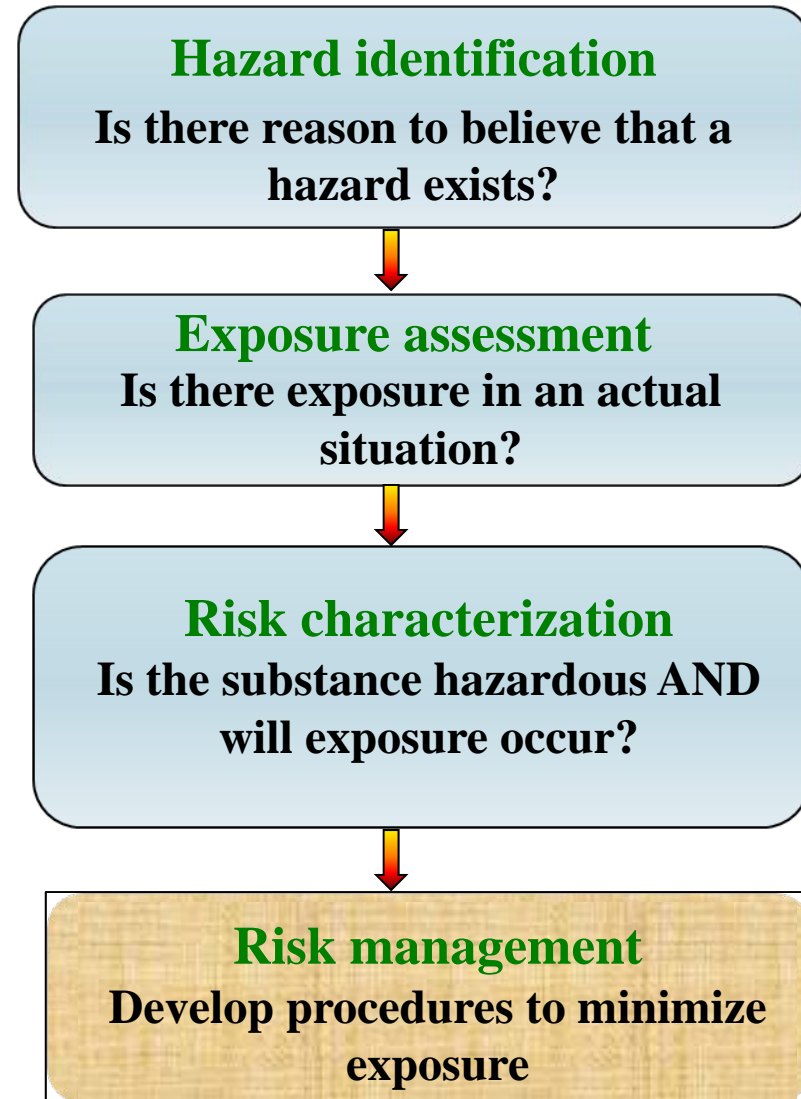 Hazard identification
Is there reason to believe that a
hazard exists?
Exposure assessment
Is there exposure in an actual
situation?
Risk characterization
Is the substance hazardous AND
will exposure occur?
Risk management
Develop procedures to minimize
exposure